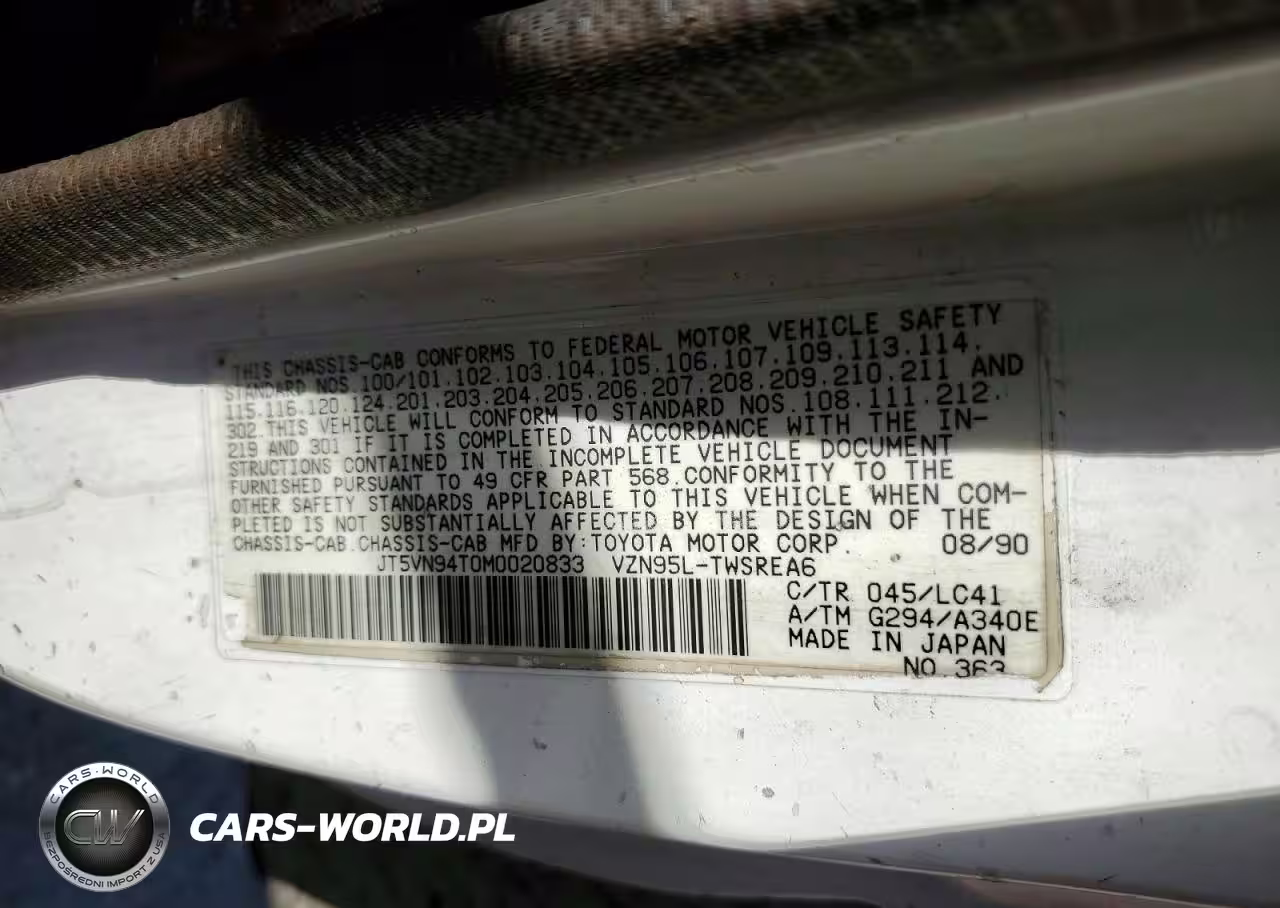 THIS CHASSIS-CAB CONFORMS TO FEDERAL MOTOR VEHICLE SAFETY
STANDARD NOS.100/101.102.103.104.105.106.107.109.113.114.
115.116.120.124.201.203.204.205.206.207.208.209.210.211 AND
302.THIS VEHICLE WILL CONFORM TO STANDARD NOS.108.111.212.
219 AND 301 IF IT IS COMPLETED IN ACCORDANCE WITH THE IN-
STRUCTIONS CONTAINED IN THE INCOMPLETE VEHICLE DOCUMENT
FURNISHED PURSUANT TO 49 CFR PART 568.CONFORMITY TO THE
OTHER SAFETY STANDARDS APPLICABLE TO THIS VEHICLE WHEN COM-
PLETED IS NOT SUBSTANTIALLY AFFECTED BY THE DESIGN OF THE
CHASSIS-CAB.CHASSIS-CAB MFD BY:TOYOTA MOTOR CORP. 08/90
JT5VN94T0M0020833 VZN95L-TWSREA6
C/TR 045/LC41
A/TM G294/A340E
MADE IN JAPAN
NO.363
CARS-WORLD
CW
BEZPOŚREDNI IMPORT Z USA
CARS-WORLD.PL